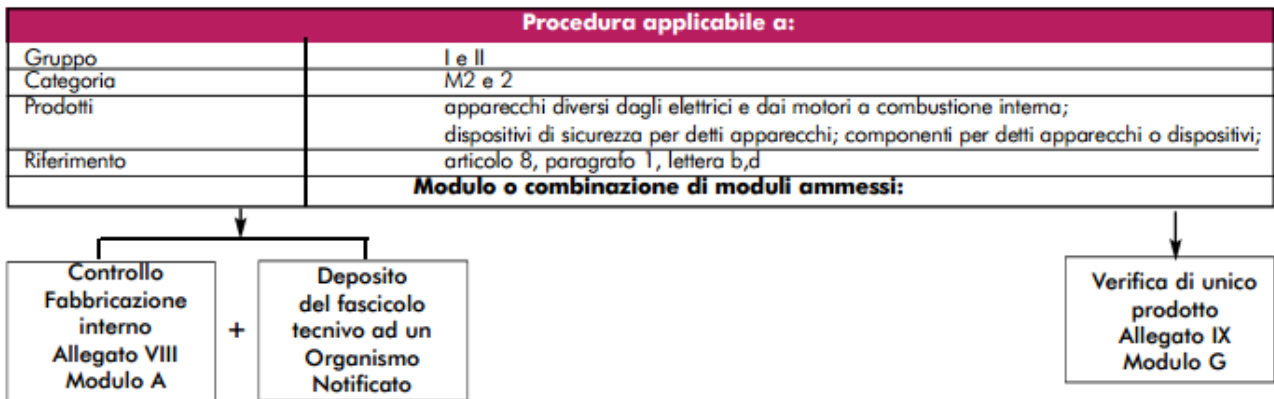 Procedura applicabile a:
Gruppo I e II
Categoria M2 e 2
Prodotti apparecchi diversi dagli elettrici e dai motori a combustione interna;
dispositivi di sicurezza per detti apparecchi; componenti per detti apparecchi o dispositivi;
Riferimento articolo 8, paragrafo 1, lettera b,d
Modulo o combinazione di moduli ammessi:
Controllo
Fabbricazione
interno
Allegato VIII
Modulo A
+
Deposito
del fascicolo
tecnivo ad un
Organismo
Notificato
Verifica di unico
prodotto
Allegato IX
Modulo G